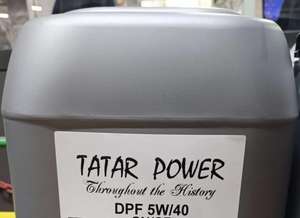 TATAR POWER
Throughout the History
DPF 5W/40